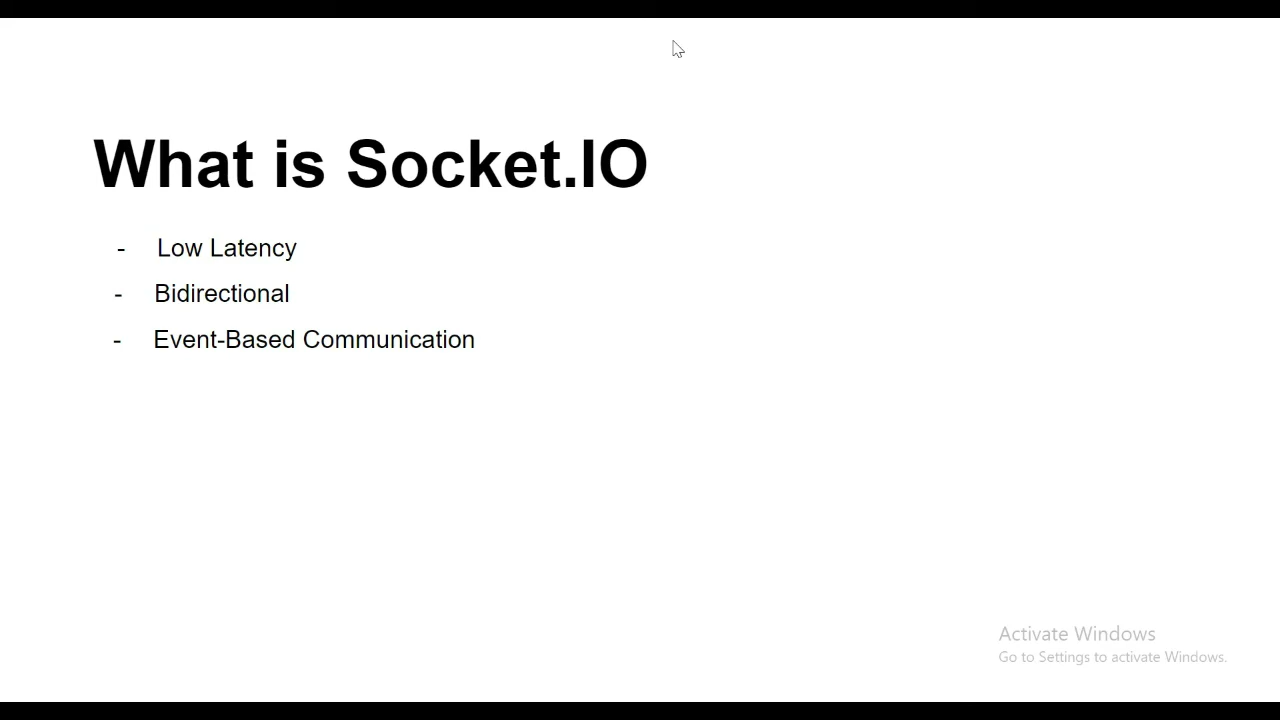 What is Socket.IO
- Low Latency
- Bidirectional
- Event-Based Communication
Activate Windows
Go to Settings to activate Windows.